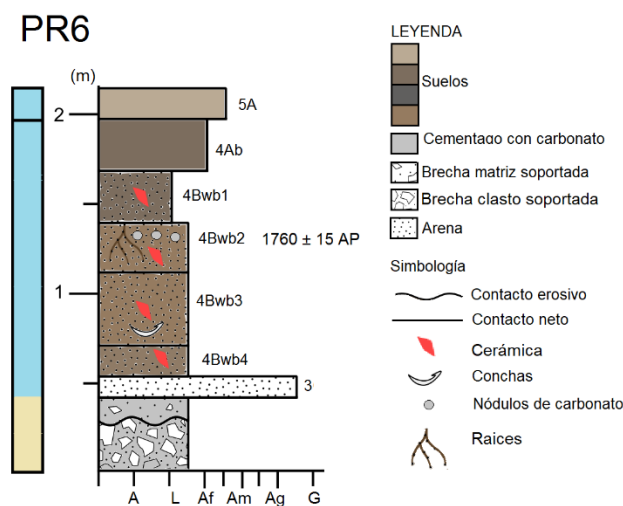 PR6
(m)
2
1
5A
4Ab
4Bwb1
4Bwb2
1760 ± 15 AP
4Bwb3
4Bwb4
3
A L Af Am Ag G
LEYENDA
Suelos
Cementago con carbonato
Brecha matriz soportada
Brecha clasto soportada
Arena
Simbología
Contacto erosivo
Contacto neto
Cerámica
Conchas
Nódulos de carbonato
Raices